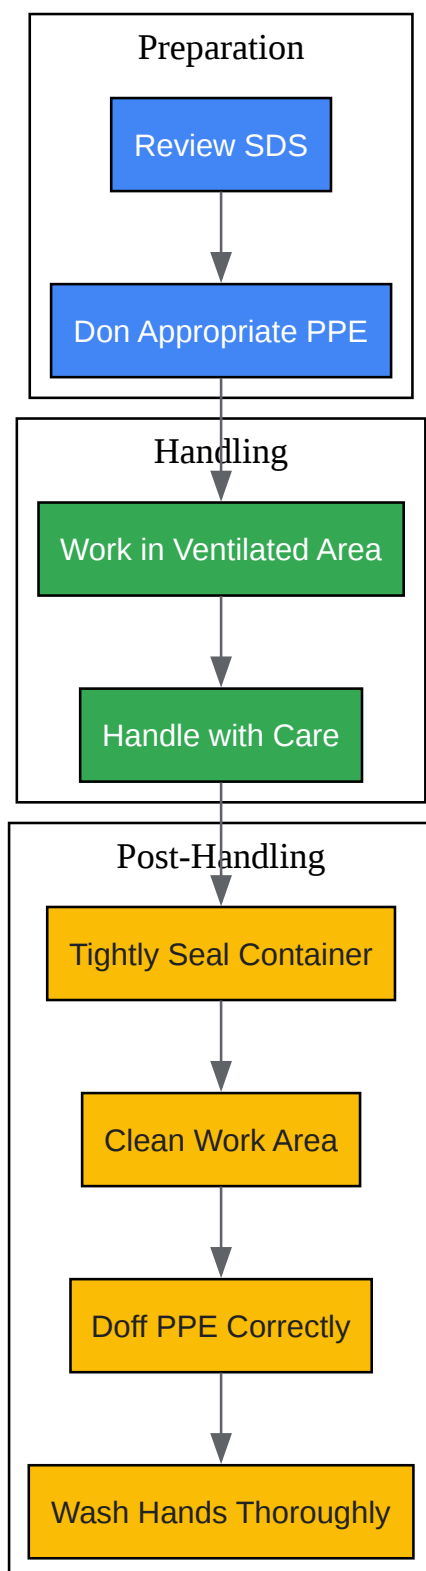 Preparation
Review SDS
Don Appropriate PPE
Handling
Work in Ventilated Area
Handle with Care
Post-Handling
Tightly Seal Container
Clean Work Area
Doff PPE Correctly
Wash Hands Thoroughly